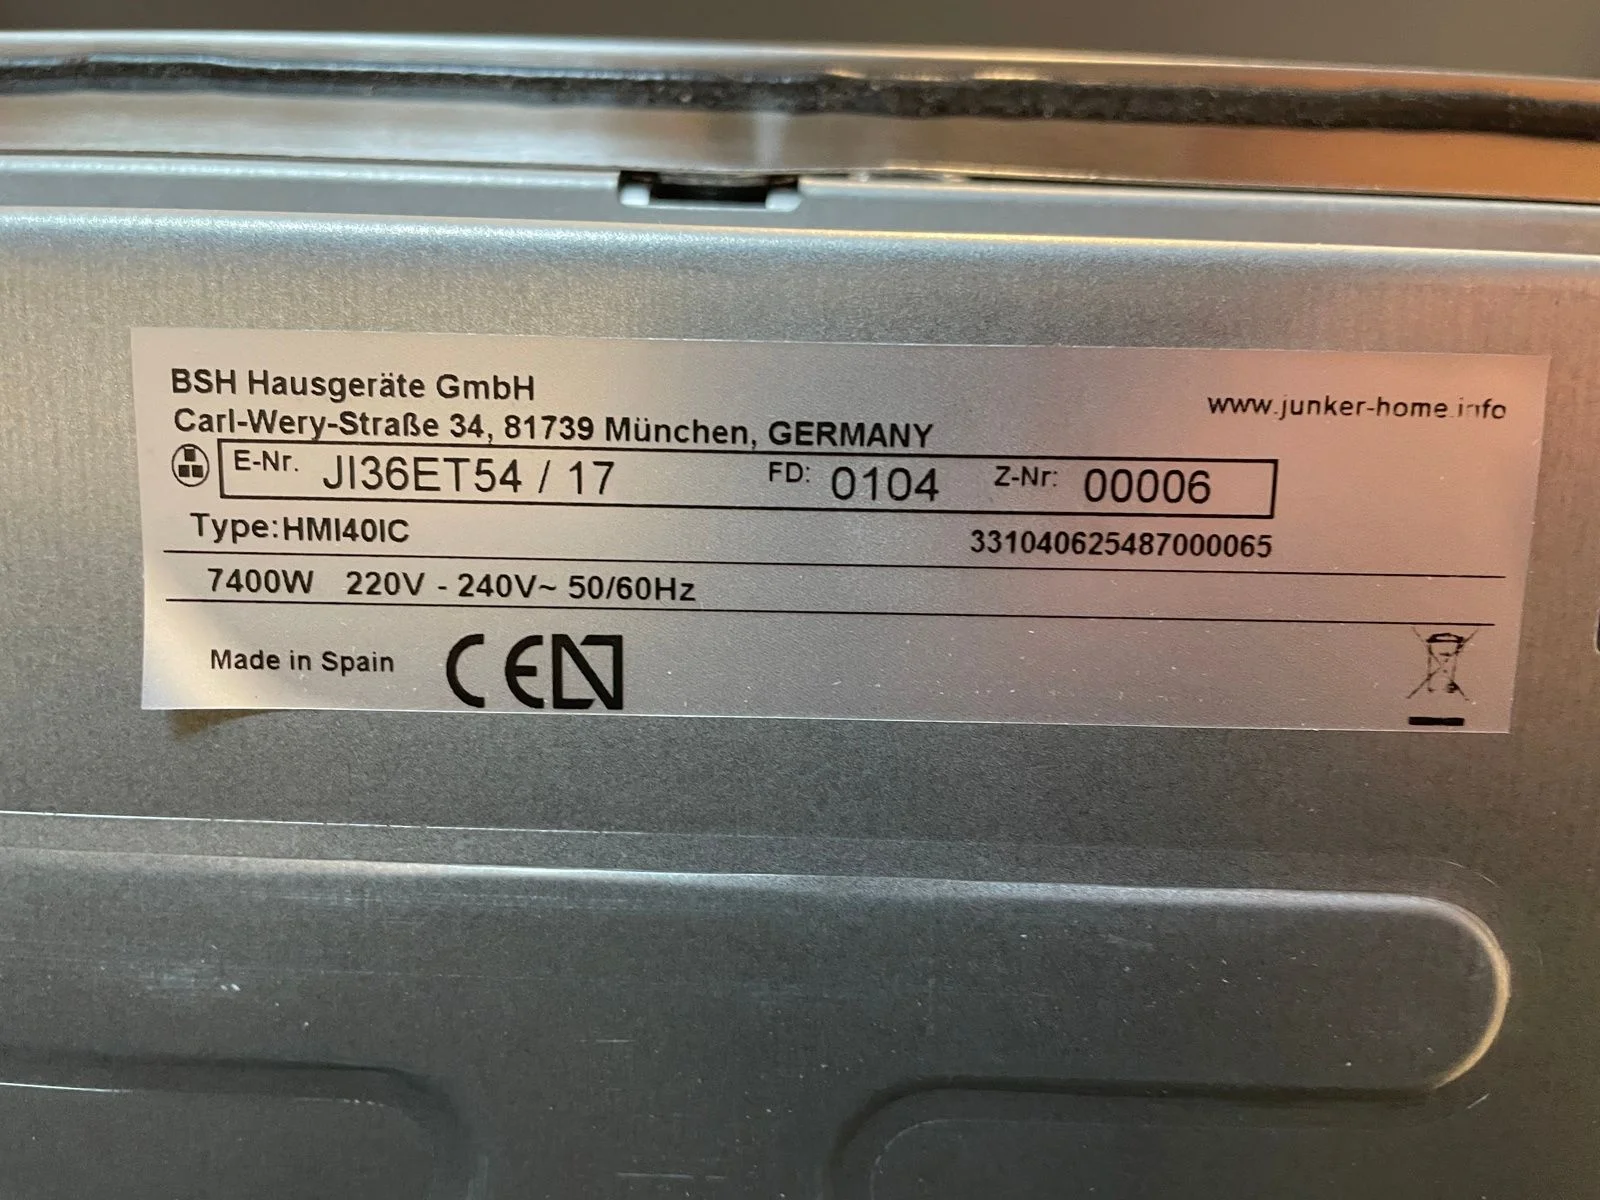 BSH Hausgeräte GmbH
www.junker-home.info
Carl-Wery-Straße 34, 81739 München, GERMANY
E-Nr. JI36ET54 / 17 FD: 0104 Z-Nr: 00006
Type:HMI40IC 331040625487000065
7400W 220V - 240V~ 50/60Hz
Made in Spain CE N